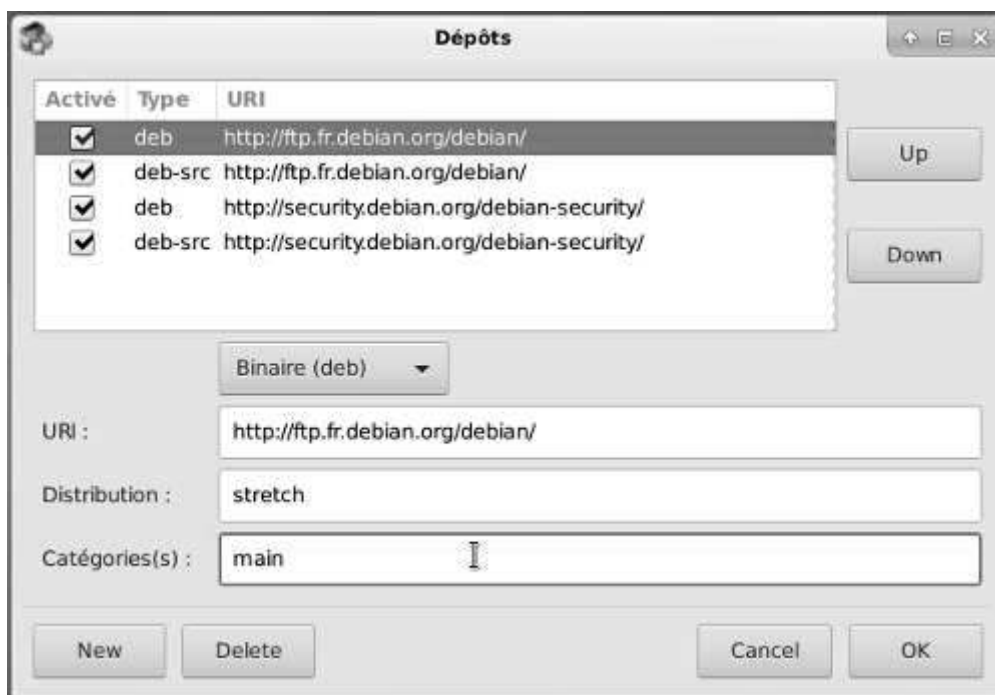 Dépôts
Activé Type URI
deb http://ftp.fr.debian.org/debian/
deb-src http://ftp.fr.debian.org/debian/
deb http://security.debian.org/debian-security/
deb-src http://security.debian.org/debian-security/
Up
Down
Binaire (deb)
URI : http://ftp.fr.debian.org/debian/
Distribution : stretch
Catégories(s) : main
New Delete Cancel OK